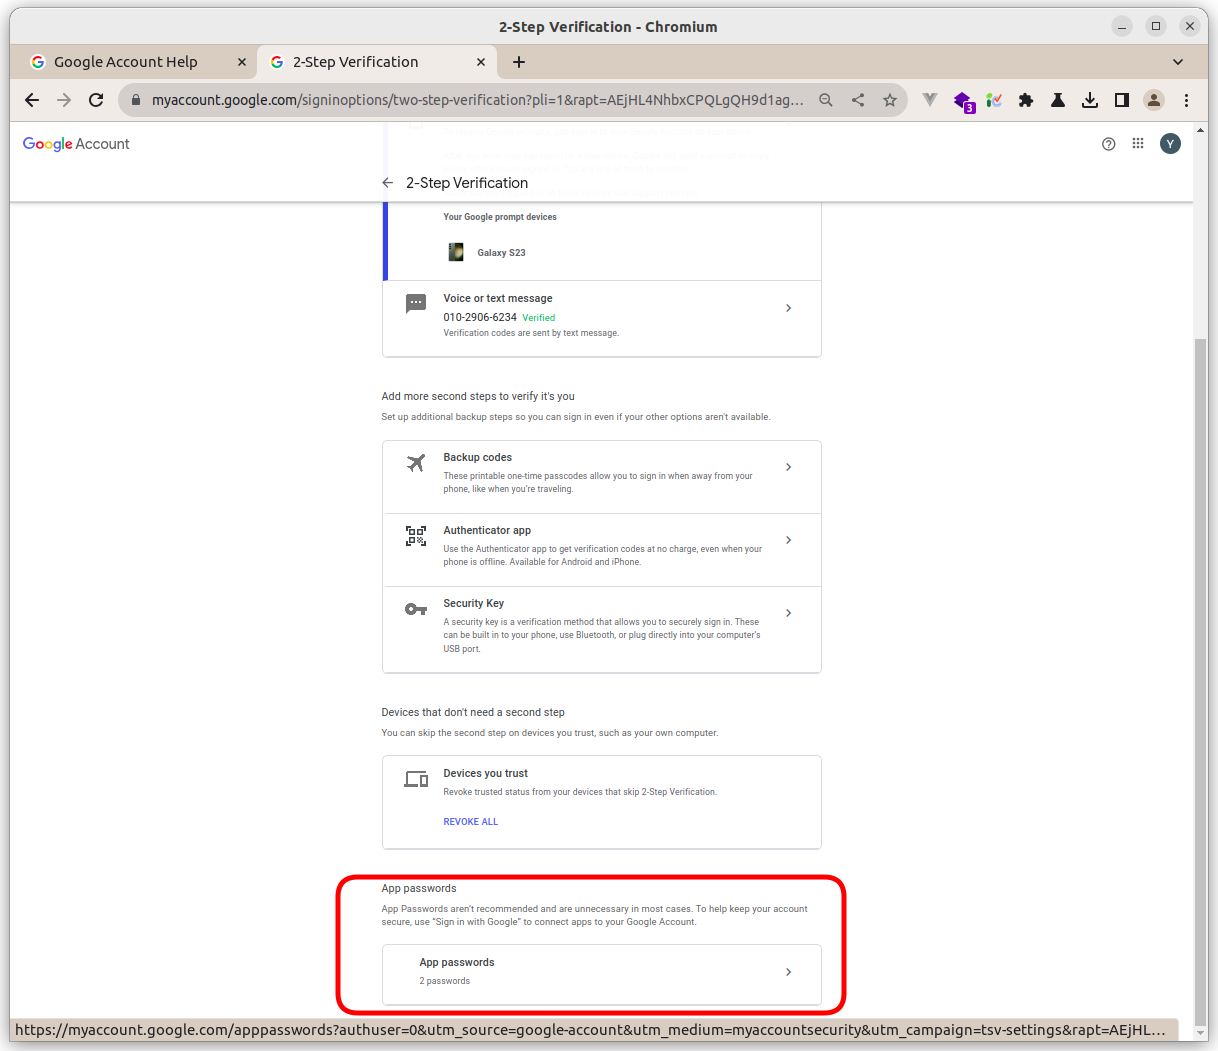 2-Step Verification - Chromium
Google Account Help
2-Step Verification
myaccount.google.com/signinoptions/two-step-verification?pli=1&rapt=AEjHL4NhbxCPQLgQH9d1ag...
3
Google Account
Y
2-Step Verification
Your Google prompt devices
Galaxy S23
Voice or text message
010-2906-6234 Verified
Verification codes are sent by text message.
Add more second steps to verify it's you
Set up additional backup steps so you can sign in even if your other options aren't available.
Backup codes
These printable one-time passcodes allow you to sign in when away from your
phone, like when you're traveling.
Authenticator app
Use the Authenticator app to get verification codes at no charge, even when your
phone is offline. Available for Android and iPhone.
Security Key
A security key is a verification method that allows you to securely sign in. These
can be built in to your phone, use Bluetooth, or plug directly into your computer's
USB port.
Devices that don't need a second step
You can skip the second step on devices you trust, such as your own computer.
Devices you trust
Revoke trusted status from your devices that skip 2-Step Verification.
REVOKE ALL
App passwords
App Passwords aren't recommended and are unnecessary in most cases. To help keep your account
secure, use "Sign in with Google" to connect apps to your Google Account.
App passwords
2 passwords
https://myaccount.google.com/apppasswords?authuser=0&utm_source=google-account&utm_medium=myaccountsecurity&utm_campaign=tsv-settings&rapt=AEjHL...